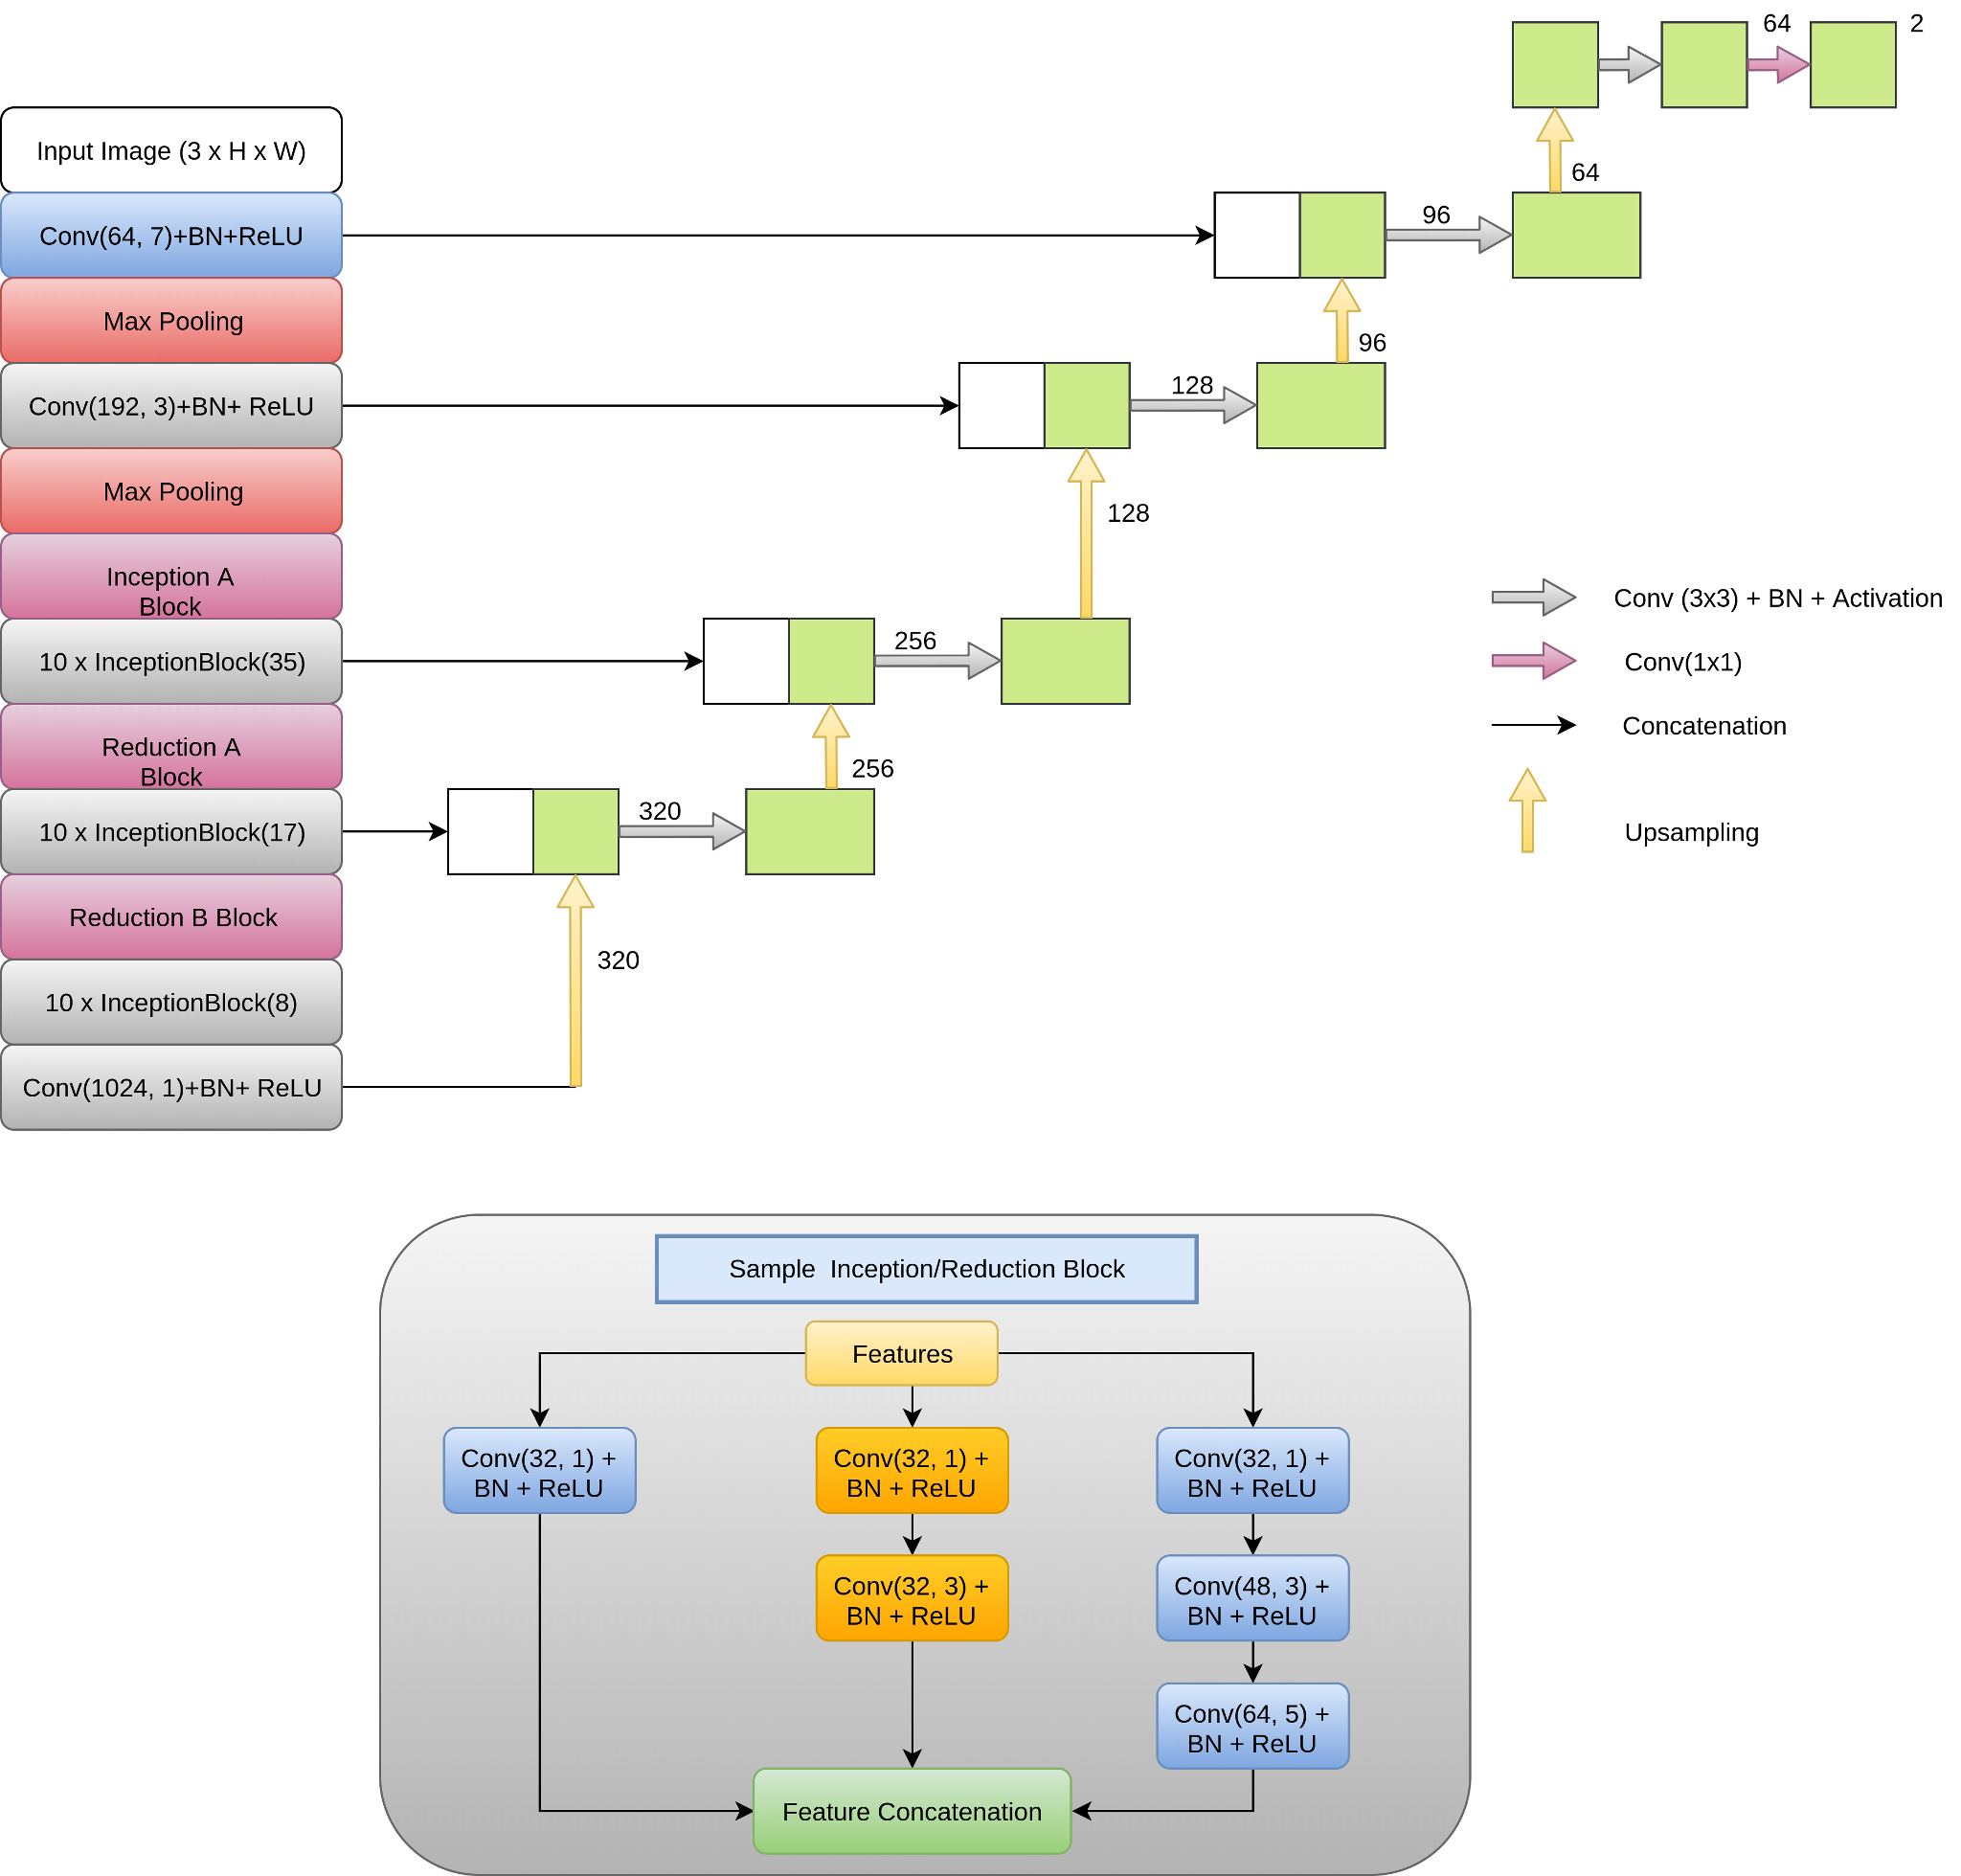 64
2
Input Image (3 x H x W)
64
Conv(64, 7)+BN+ReLU
96
Max Pooling
96
Conv(192, 3)+BN+ ReLU
128
Max Pooling
128
Inception A
Block
10 x InceptionBlock(35)
256
Reduction A
Block
256
10 x InceptionBlock(17)
320
Reduction B Block
320
10 x InceptionBlock(8)
Conv(1024, 1)+BN+ ReLU
Conv (3x3) + BN + Activation
Conv(1x1)
Concatenation
Upsampling
Sample  Inception/Reduction Block
Features
Conv(32, 1) +
BN + ReLU
Conv(32, 1) +
BN + ReLU
Conv(32, 1) +
BN + ReLU
Conv(32, 3) +
BN + ReLU
Conv(48, 3) +
BN + ReLU
Conv(64, 5) +
BN + ReLU
Feature Concatenation